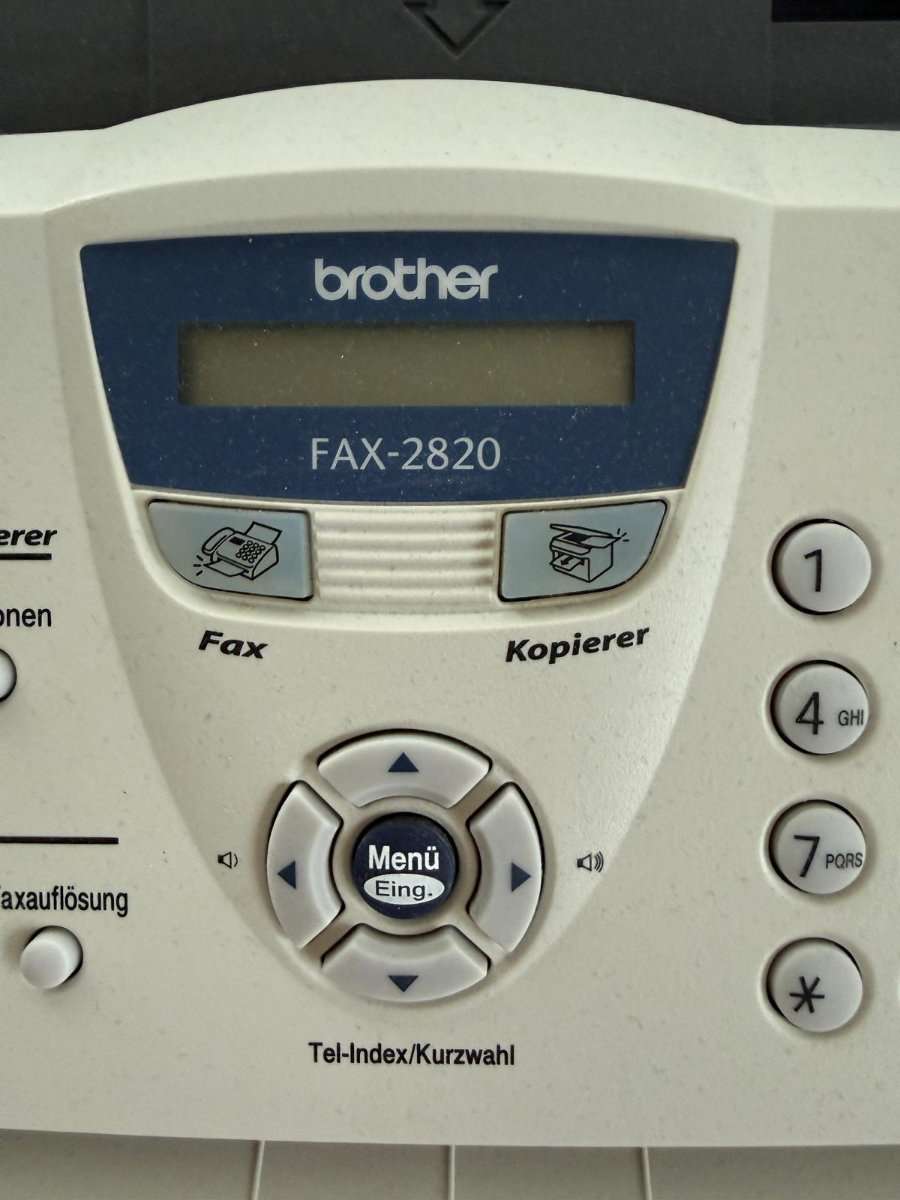 brother
FAX-2820
Fax
Kopierer
1
4 GHI
7 PQRS
*
Menü
Eing.
Tel-Index/Kurzwahl
erer
onen
axauflösung